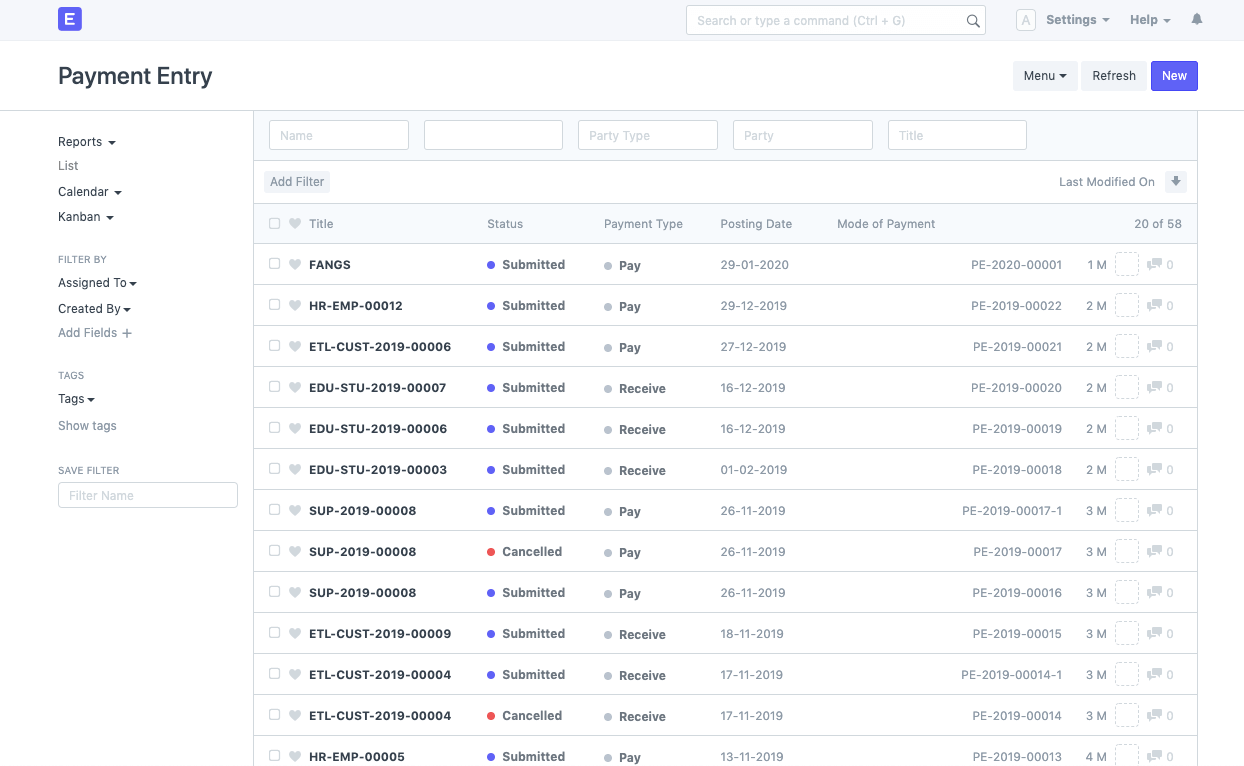 E
Search or type a command (Ctrl + G)
A Settings Help
Payment Entry
Menu Refresh New
Reports
List
Calendar
Kanban
FILTER BY
Assigned To
Created By
Add Fields +
TAGS
Tags
Show tags
SAVE FILTER
Filter Name
Name Party Type Party Title
Add Filter Last Modified On
Title Status Payment Type Posting Date Mode of Payment 20 of 58
FANGS Submitted Pay 29-01-2020 PE-2020-00001 1 M 0
HR-EMP-00012 Submitted Pay 29-12-2019 PE-2019-00022 2 M 0
ETL-CUST-2019-00006 Submitted Pay 27-12-2019 PE-2019-00021 2 M 0
EDU-STU-2019-00007 Submitted Receive 16-12-2019 PE-2019-00020 2 M 0
EDU-STU-2019-00006 Submitted Receive 16-12-2019 PE-2019-00019 2 M 0
EDU-STU-2019-00003 Submitted Receive 01-02-2019 PE-2019-00018 2 M 0
SUP-2019-00008 Submitted Pay 26-11-2019 PE-2019-00017-1 3 M 0
SUP-2019-00008 Cancelled Pay 26-11-2019 PE-2019-00017 3 M 0
SUP-2019-00008 Submitted Pay 26-11-2019 PE-2019-00016 3 M 0
ETL-CUST-2019-00009 Submitted Receive 18-11-2019 PE-2019-00015 3 M 0
ETL-CUST-2019-00004 Submitted Receive 17-11-2019 PE-2019-00014-1 3 M 0
ETL-CUST-2019-00004 Cancelled Receive 17-11-2019 PE-2019-00014 3 M 0
HR-EMP-00005 Submitted Pay 13-11-2019 PE-2019-00013 4 M 0